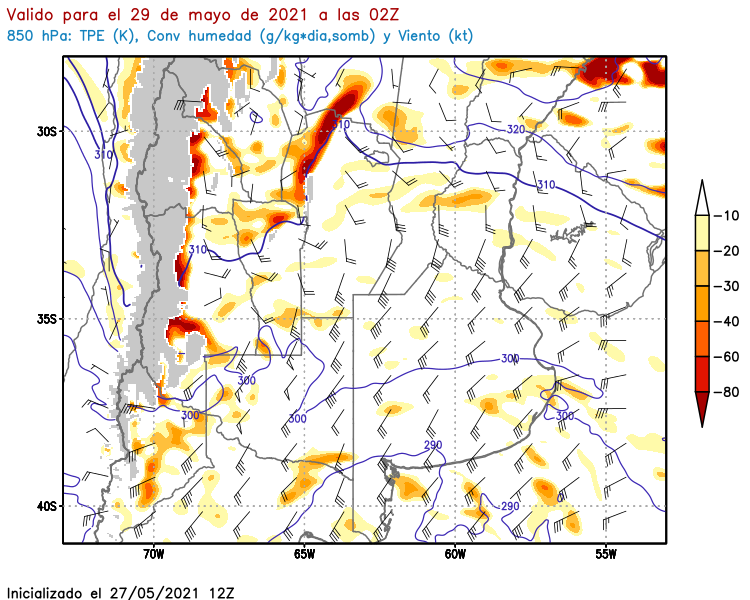 Valido para el 29 de mayo de 2021 a las 02Z
850 hPa: TPE (K), Conv humedad (g/kg*dia,somb) y Viento (kt)
30S
35S
40S
70W
65W
60W
55W
310
310
320
310
310
300
300
300
300
300
290
290
0
-10
-20
-30
-40
-60
-80
Inicializado el 27/05/2021 12Z